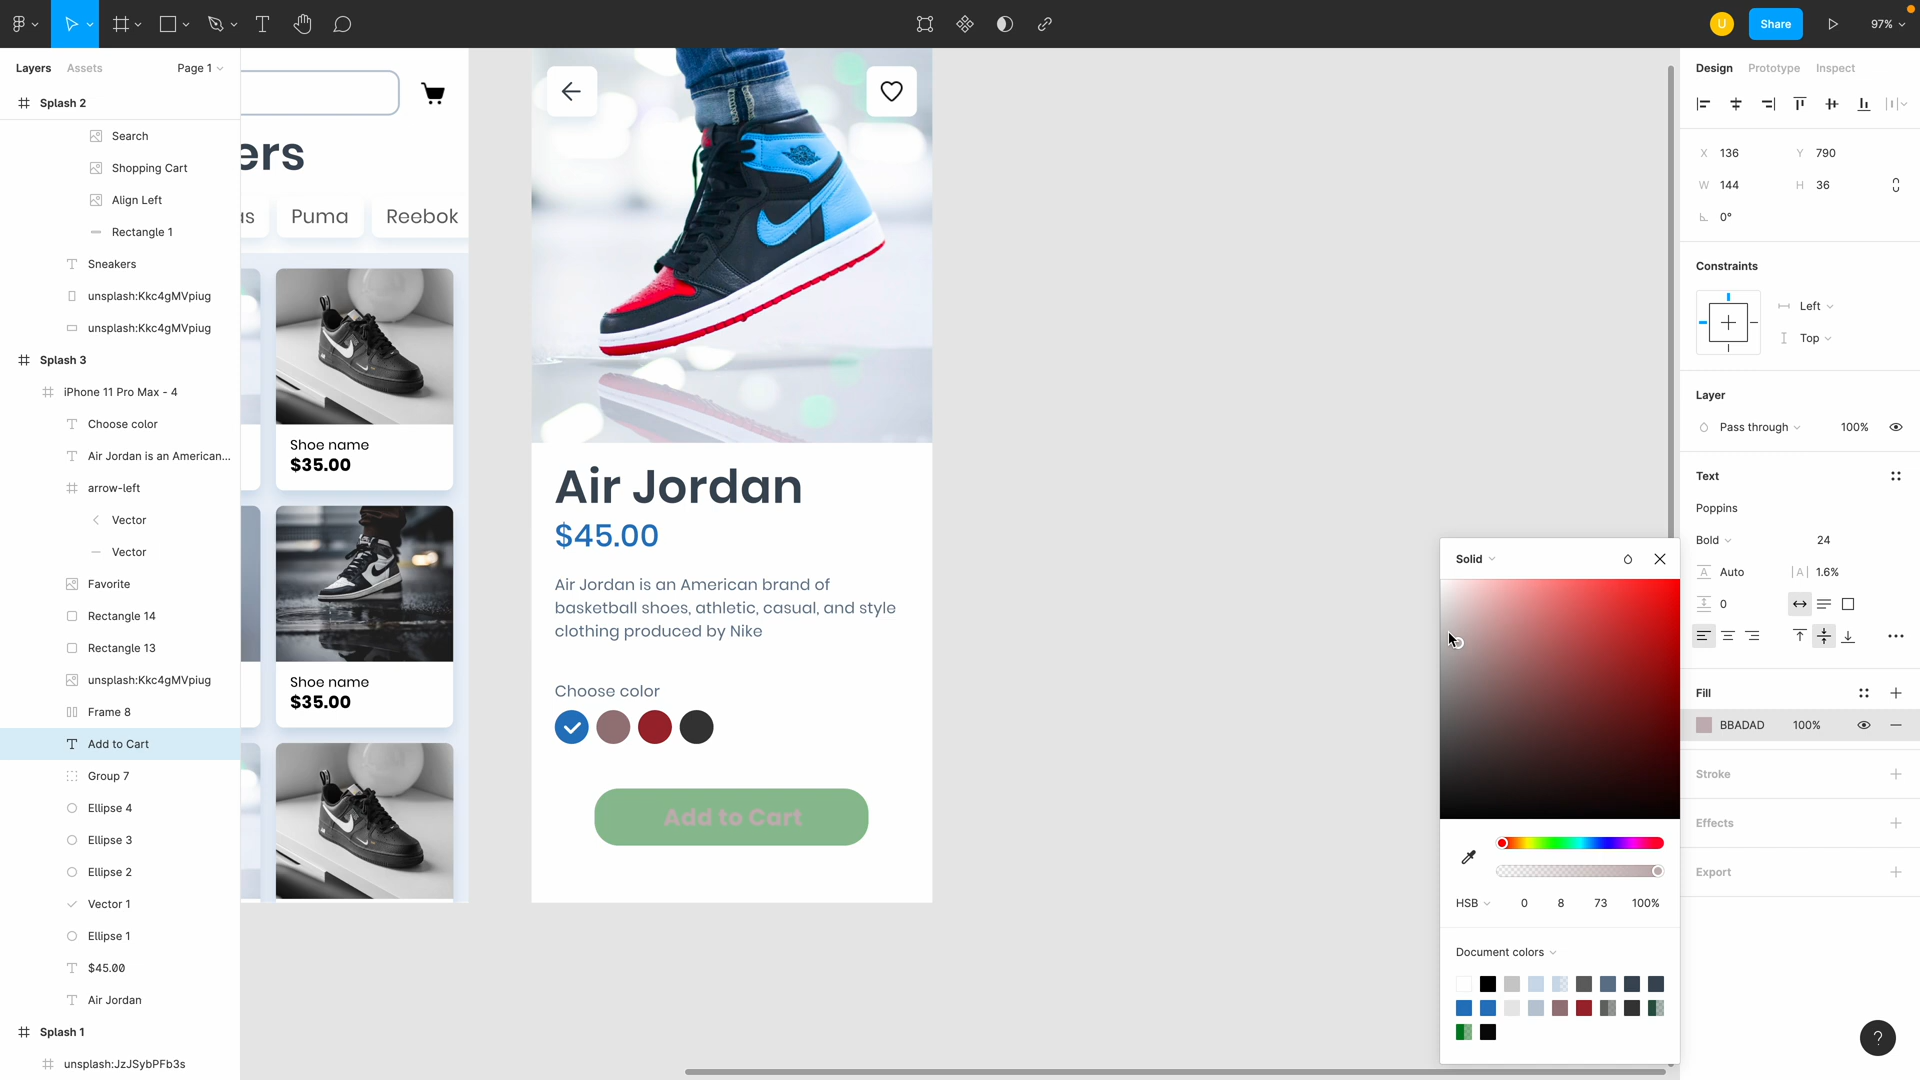 U
Share
97%
Layers
Assets
Page 1
Splash 2
Search
Shopping Cart
Align Left
Rectangle 1
Sneakers
unsplash:Kkc4gMVpiug
unsplash:Kkc4gMVpiug
Splash 3
iPhone 11 Pro Max - 4
Choose color
Air Jordan is an American...
arrow-left
Vector
Vector
Favorite
Rectangle 14
Rectangle 13
unsplash:Kkc4gMVpiug
Frame 8
Add to Cart
Group 7
Ellipse 4
Ellipse 3
Ellipse 2
Vector 1
Ellipse 1
$45.00
Air Jordan
Splash 1
unsplash:JzJSybPFb3s
ers
as
Puma
Reebok
Shoe name
$35.00
Shoe name
$35.00
Air Jordan
$45.00
Air Jordan is an American brand of
basketball shoes, athletic, casual, and style
clothing produced by Nike
Choose color
Add to Cart
Solid
HSB
0
8
73
100%
Document colors
Design
Prototype
Inspect
X 136
Y 790
W 144
H 36
0°
Constraints
Left
Top
Layer
Pass through
100%
Text
Poppins
Bold
24
A Auto
|A| 1.6%
0
Fill
BBADAD
100%
Stroke
Effects
Export
?